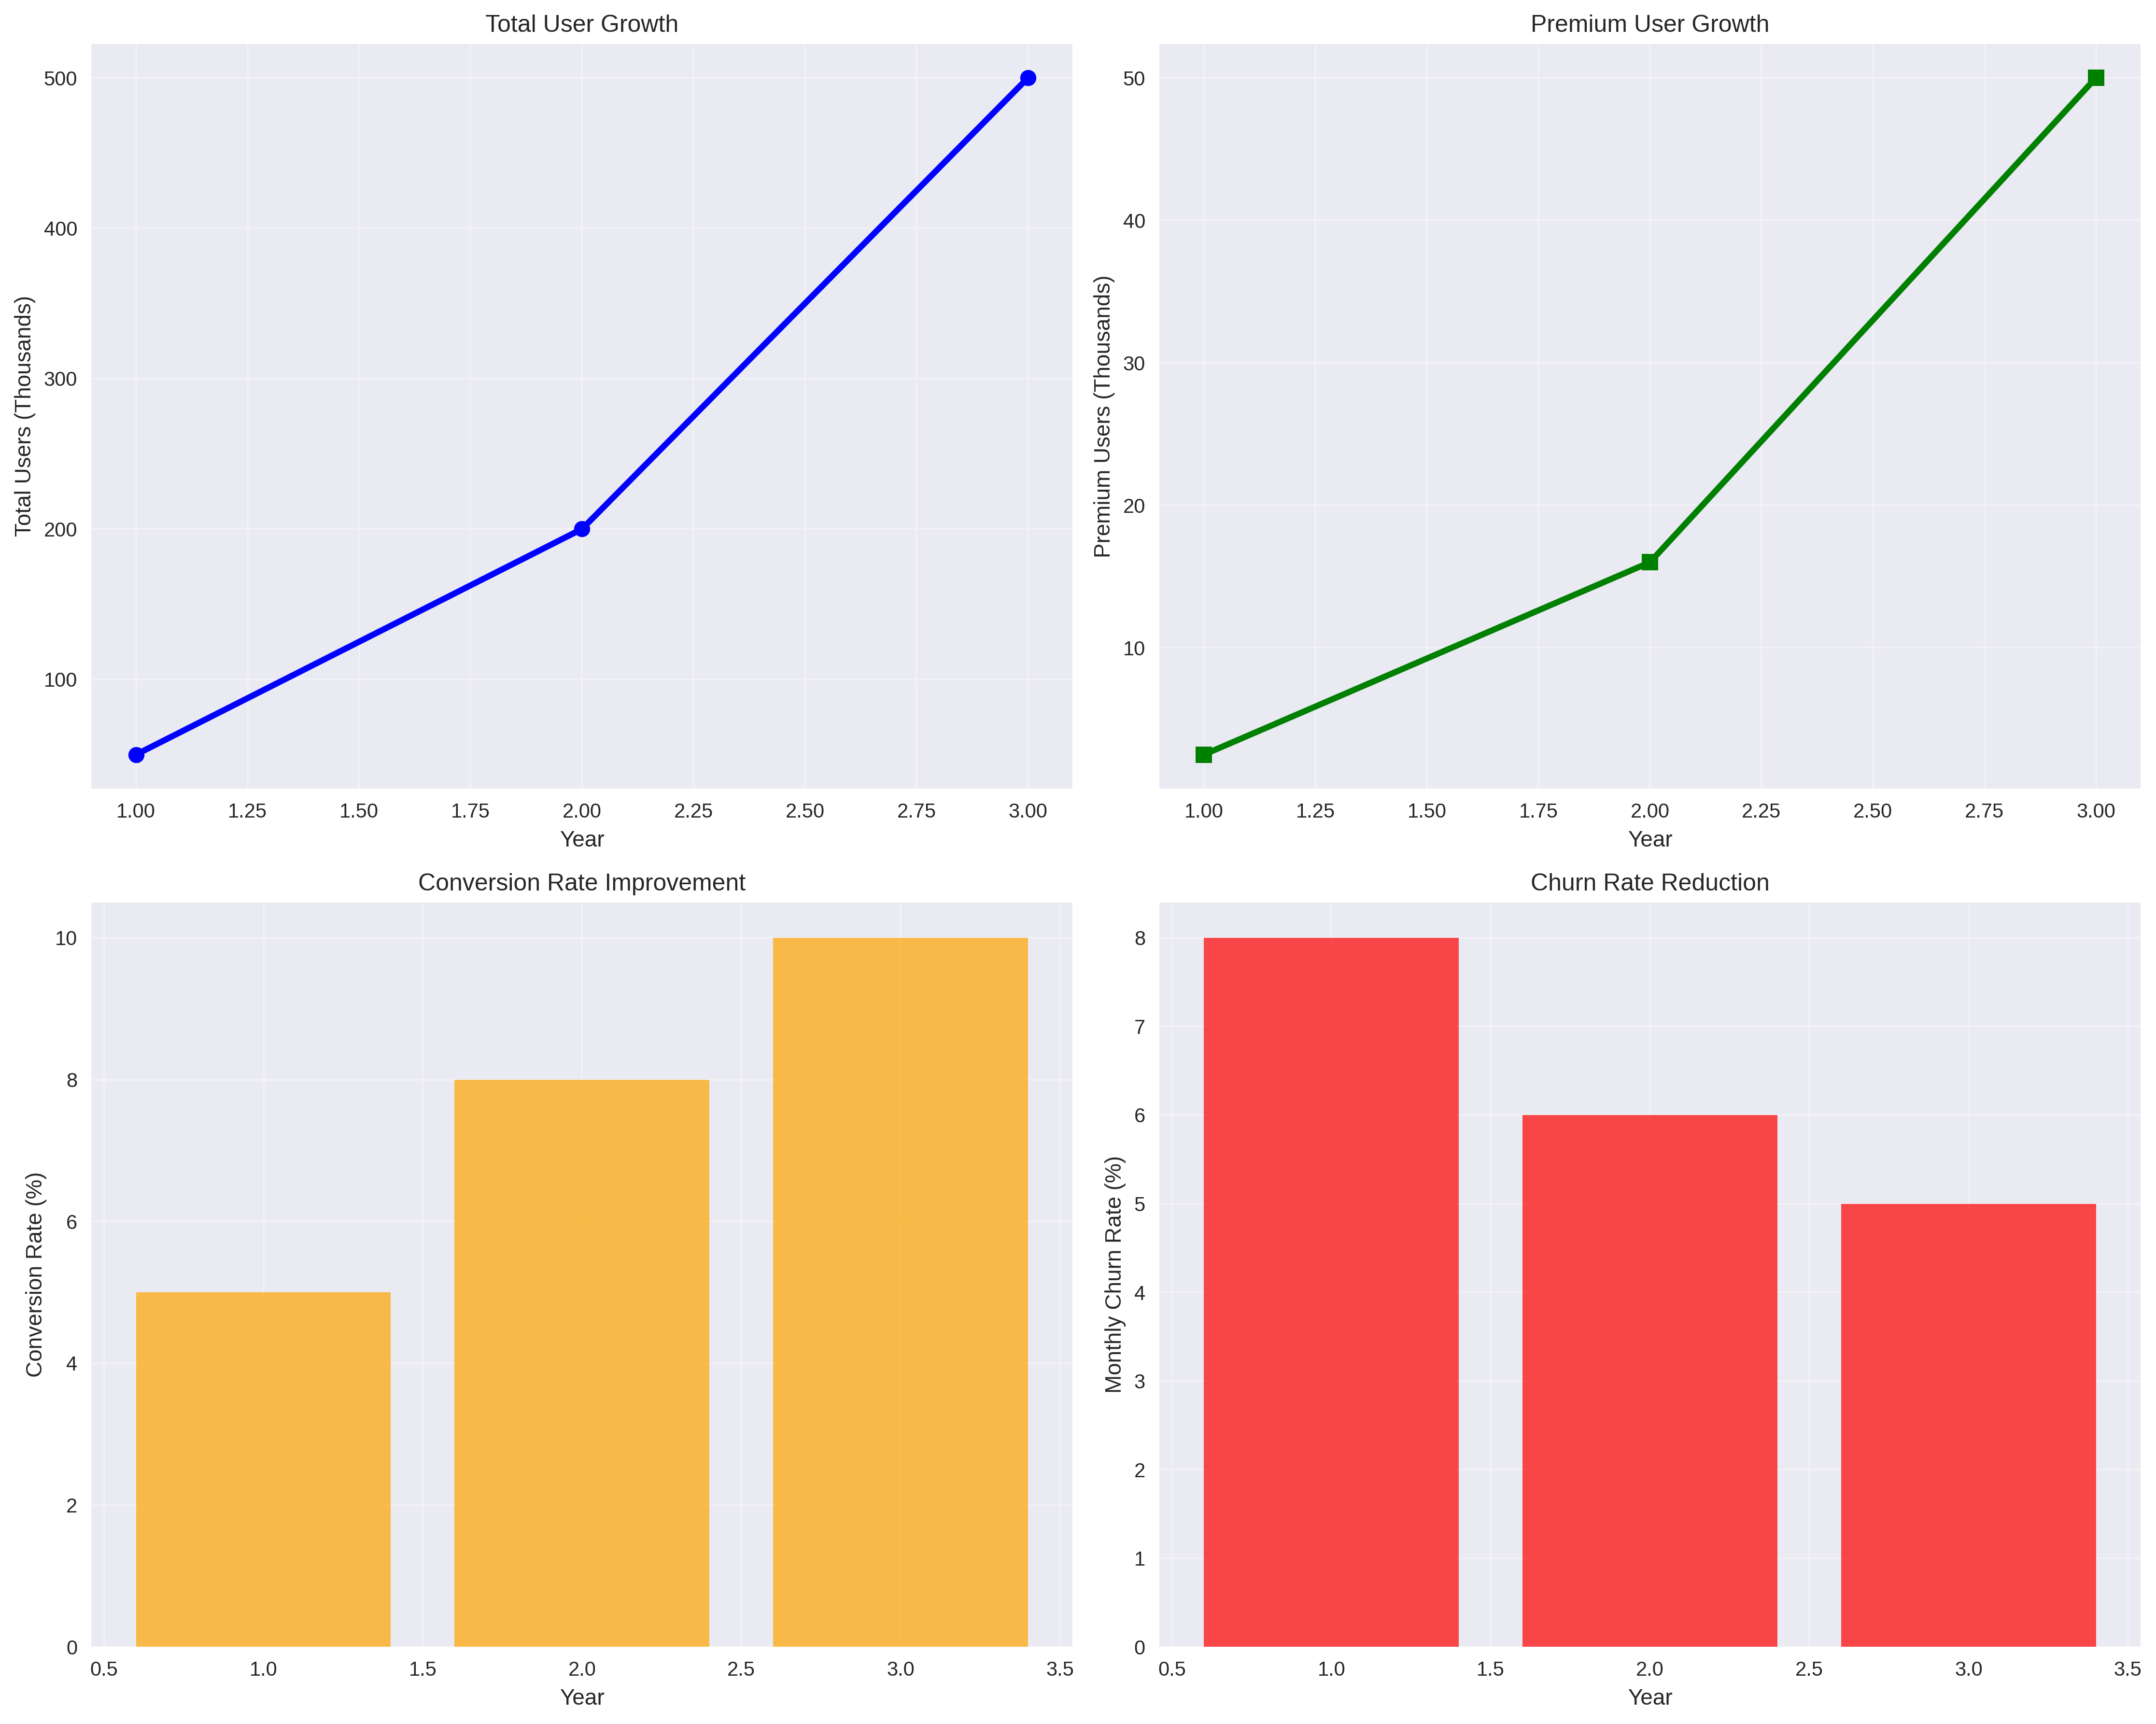 Total User Growth
Total Users (Thousands)
500
400
300
200
100
1.00 1.25 1.50 1.75 2.00 2.25 2.50 2.75 3.00
Year
Premium User Growth
Premium Users (Thousands)
50
40
30
20
10
1.00 1.25 1.50 1.75 2.00 2.25 2.50 2.75 3.00
Year
Conversion Rate Improvement
Conversion Rate (%)
10
8
6
4
2
0
0.5 1.0 1.5 2.0 2.5 3.0 3.5
Year
Churn Rate Reduction
Monthly Churn Rate (%)
8
7
6
5
4
3
2
1
0
0.5 1.0 1.5 2.0 2.5 3.0 3.5
Year